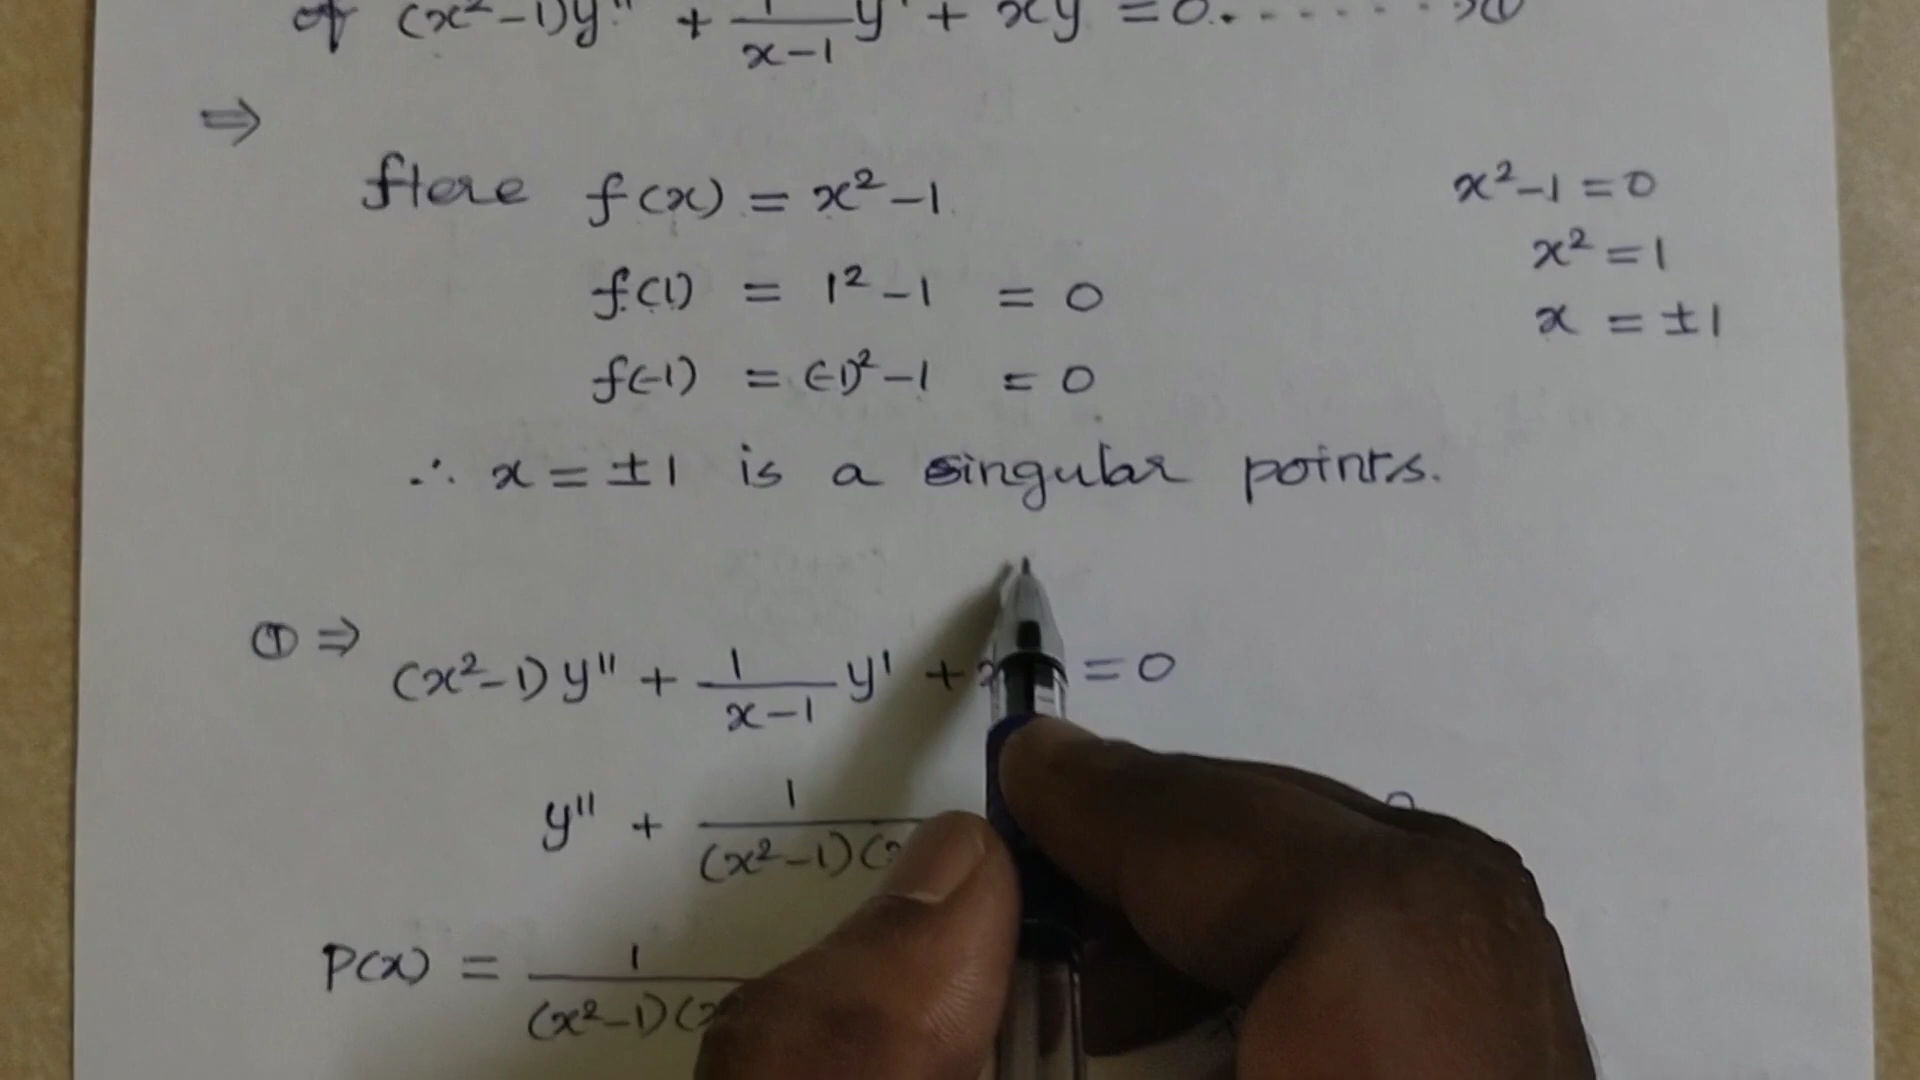 of (x²-1)y" + 1/(x-1) y' + xy = 0. - - - - - - ->①
⇒
Here f(x) = x²-1
f(1) = 1²-1 = 0
f(-1) = (-1)²-1 = 0
∴ x = ±1 is a singular points.
x²-1 = 0
x² = 1
x = ±1
① ⇒ (x²-1)y" + 1/(x-1) y' + = 0
y" + 1/(x²-1)(
P(x) = 1/(x²-1)(